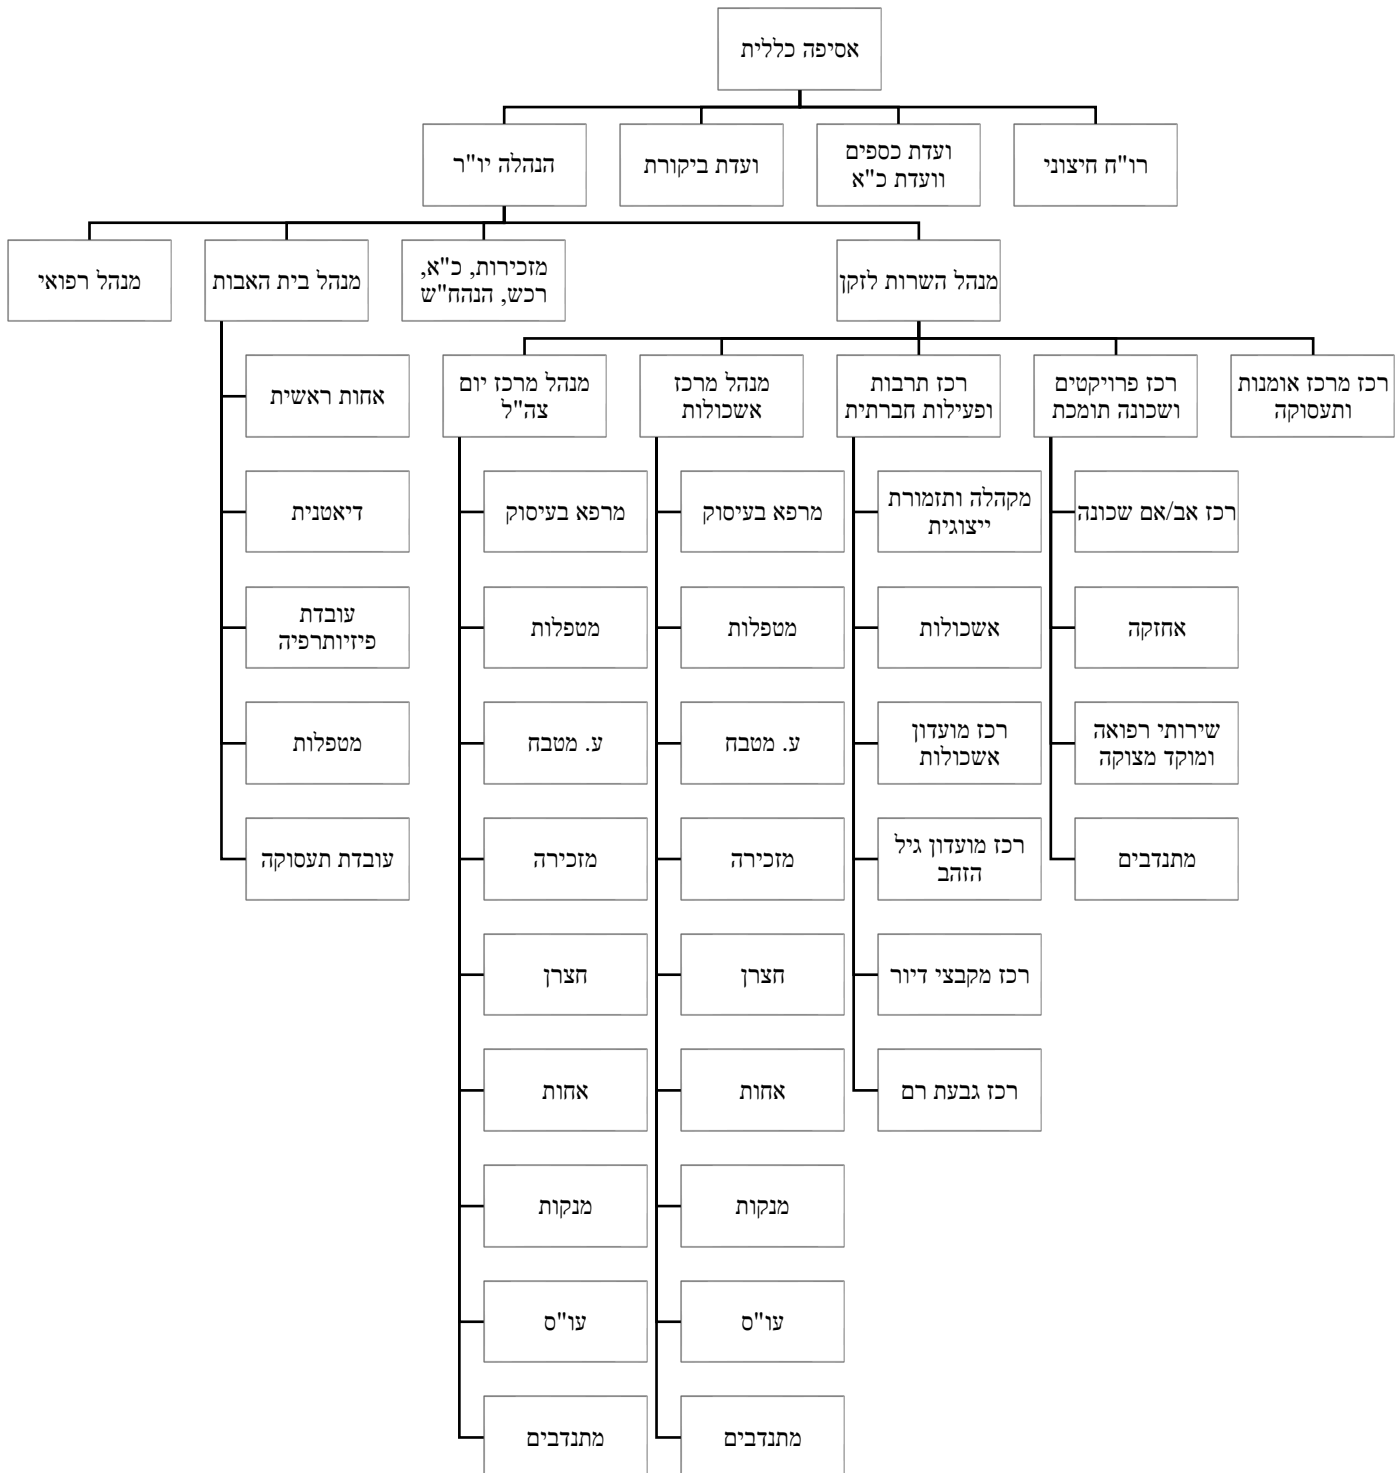 אסיפה כללית
רו"ח חיצוני
ועדת כספים
וועדת כ"א
ועדת ביקורת
הנהלה יו"ר
מנהל השרות לזקן
מזכירות, כ"א,
רכש, הנהח"ש
מנהל בית האבות
מנהל רפואי
רכז מרכז אומנות
ותעסוקה
רכז פרויקטים
ושכונה תומכת
רכז תרבות
ופעילות חברתית
מנהל מרכז
אשכולות
מנהל מרכז יום
צה"ל
אחות ראשית
רכז אב/אם שכונה
מקהלה ותזמורת
ייצוגית
מרפא בעיסוק
מרפא בעיסוק
דיאטנית
אחזקה
אשכולות
מטפלות
מטפלות
עובדת
פיזיותרפיה
שירותי רפואה
ומוקד מצוקה
רכז מועדון
אשכולות
ע. מטבח
ע. מטבח
מטפלות
מתנדבים
רכז מועדון גיל
הזהב
מזכירה
מזכירה
עובדת תעסוקה
רכז מקבצי דיור
חצרן
חצרן
רכז גבעת רם
אחות
אחות
מנקות
מנקות
עו"ס
עו"ס
מתנדבים
מתנדבים